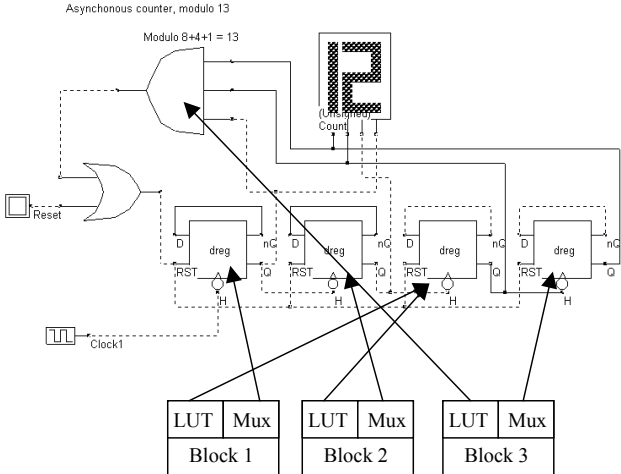 Asynchonous counter, modulo 13
Modulo 8+4+1 = 13
12
(Unsigned)
Count
Reset
D nQ D nQ D nQ D nQ
dreg dreg dreg dreg
RST Q RST Q RST Q RST Q
H H H H
Clock1
LUT Mux LUT Mux LUT Mux
Block 1 Block 2 Block 3